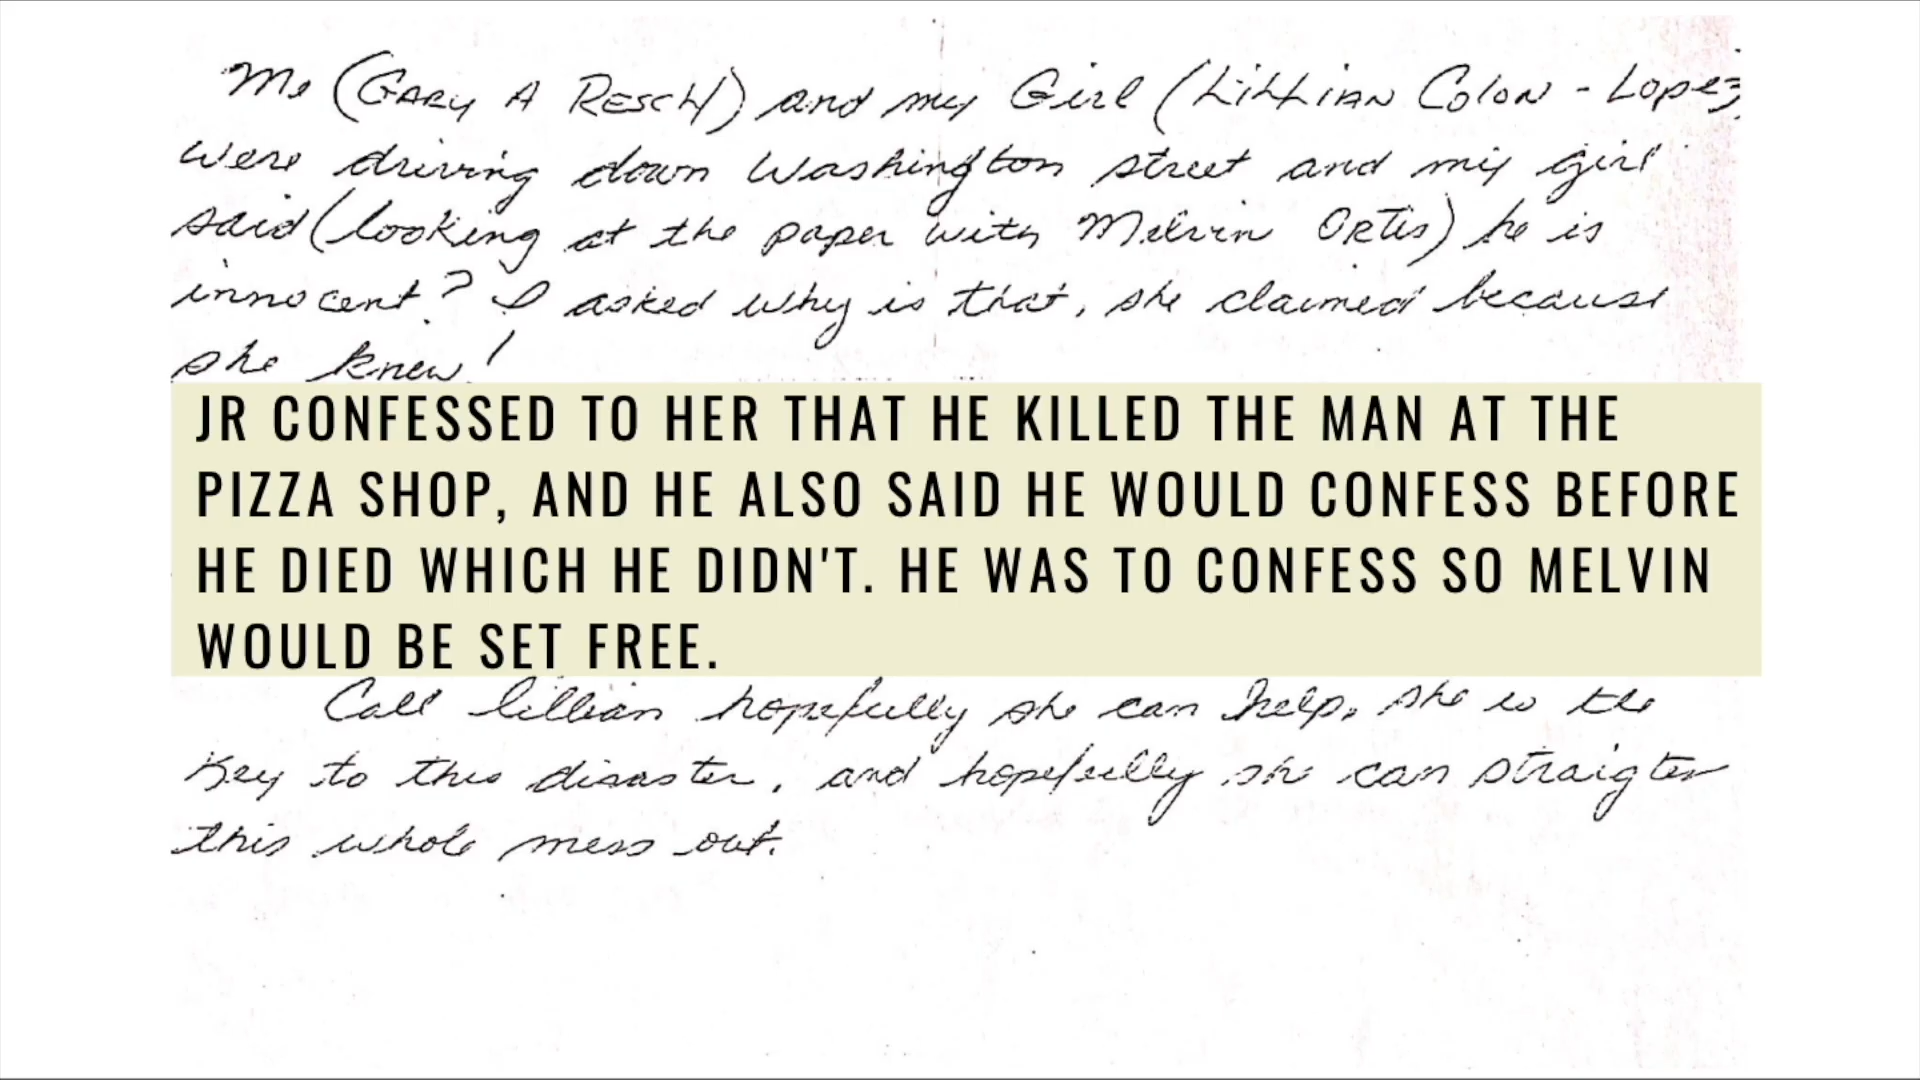 Me (GARY A RESCH) and my Girl (LiLLiAN Colon - Lopez
were driving down Washington street and my girl
said (looking at the paper with Melvin ORTis) he is
innocent? I asked why is that, she claimed because
she knew!
JR CONFESSED TO HER THAT HE KILLED THE MAN AT THE
PIZZA SHOP, AND HE ALSO SAID HE WOULD CONFESS BEFORE
HE DIED WHICH HE DIDN'T. HE WAS TO CONFESS SO MELVIN
WOULD BE SET FREE.
Call lillian hopefully she can help, she is the
Key to this disaster, and hopefully she can straigten
this whole mess out.